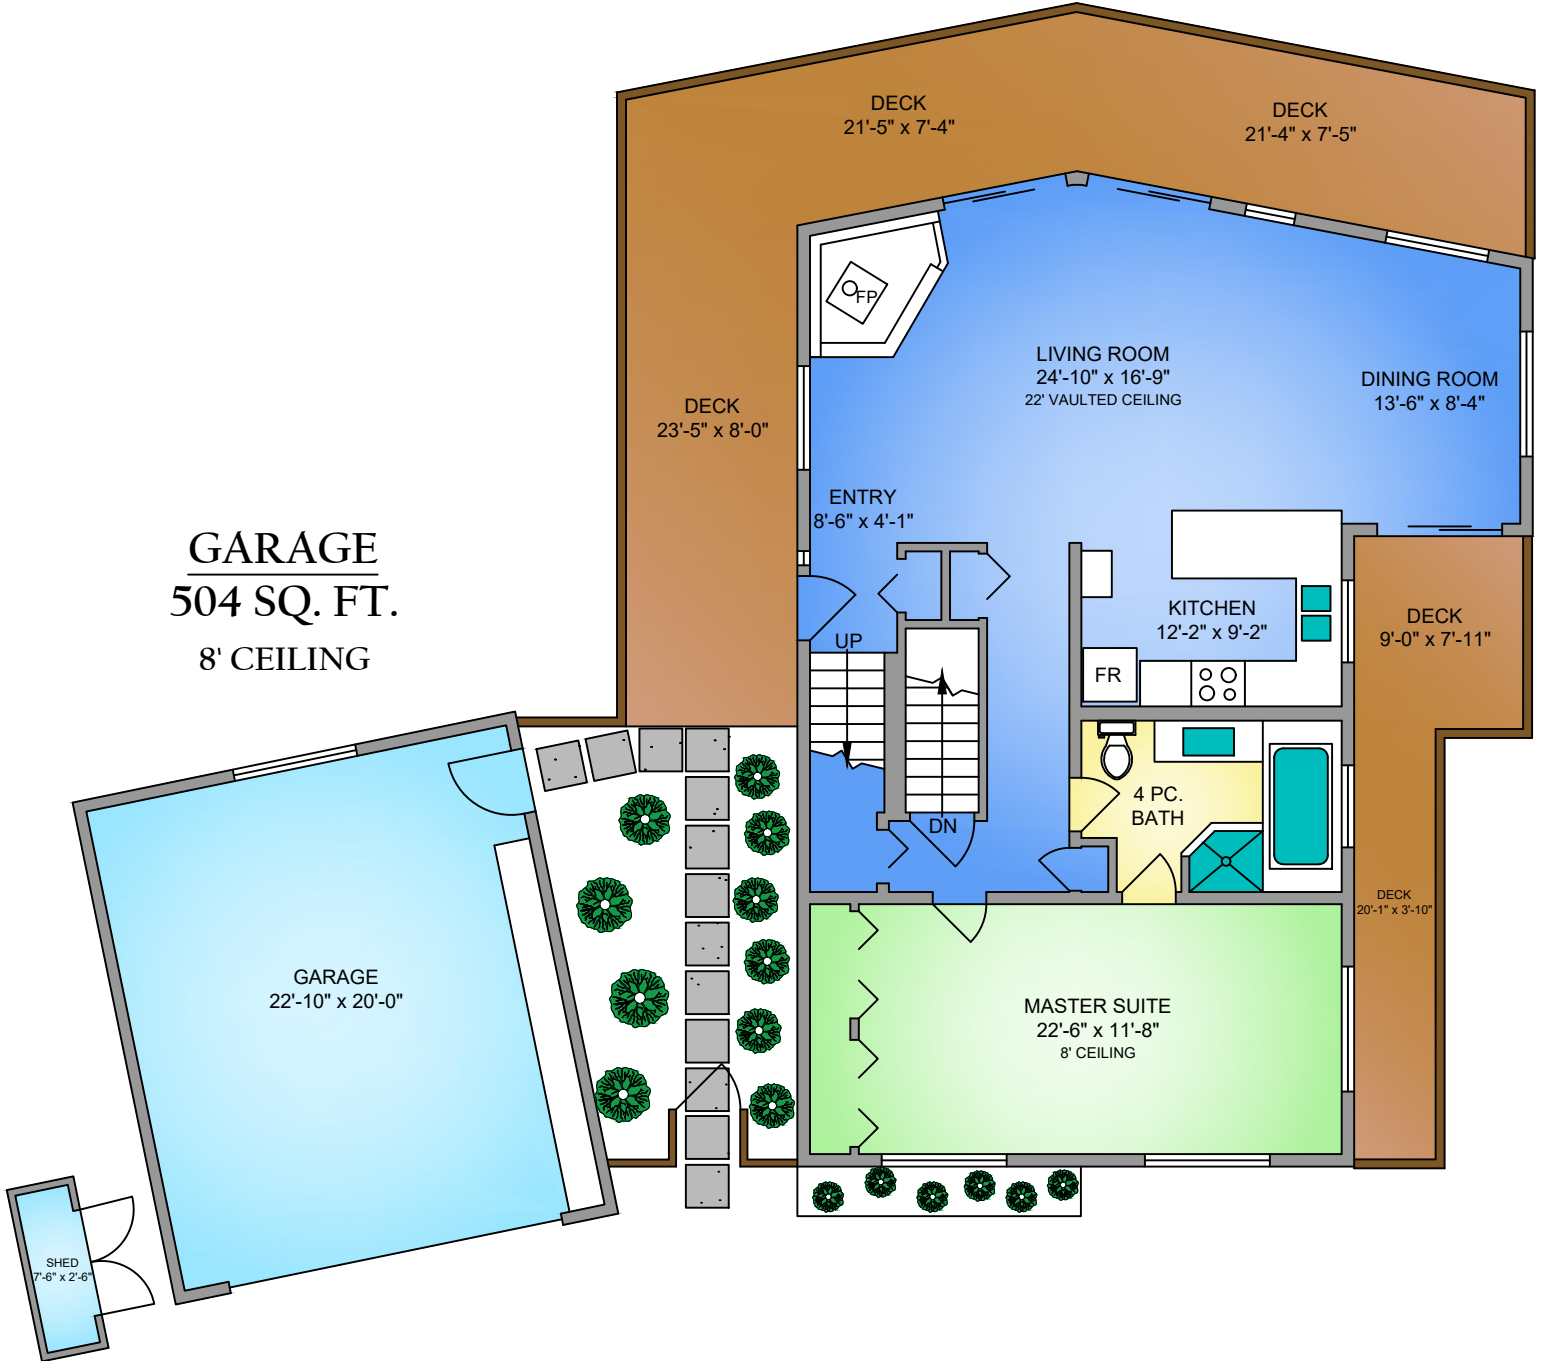 DECK
21'-5" x 7'-4"
DECK
21'-4" x 7'-5"
FP
LIVING ROOM
24'-10" x 16'-9"
22' VAULTED CEILING
DINING ROOM
13'-6" x 8'-4"
DECK
23'-5" x 8'-0"
ENTRY
8'-6" x 4'-1"
GARAGE
504 SQ. FT.
8' CEILING
KITCHEN
12'-2" x 9'-2"
DECK
9'-0" x 7'-11"
UP
FR
4 PC.
BATH
DN
DECK
20'-1" x 3'-10"
GARAGE
22'-10" x 20'-0"
MASTER SUITE
22'-6" x 11'-8"
8' CEILING
SHED
7'-6" x 2'-6"